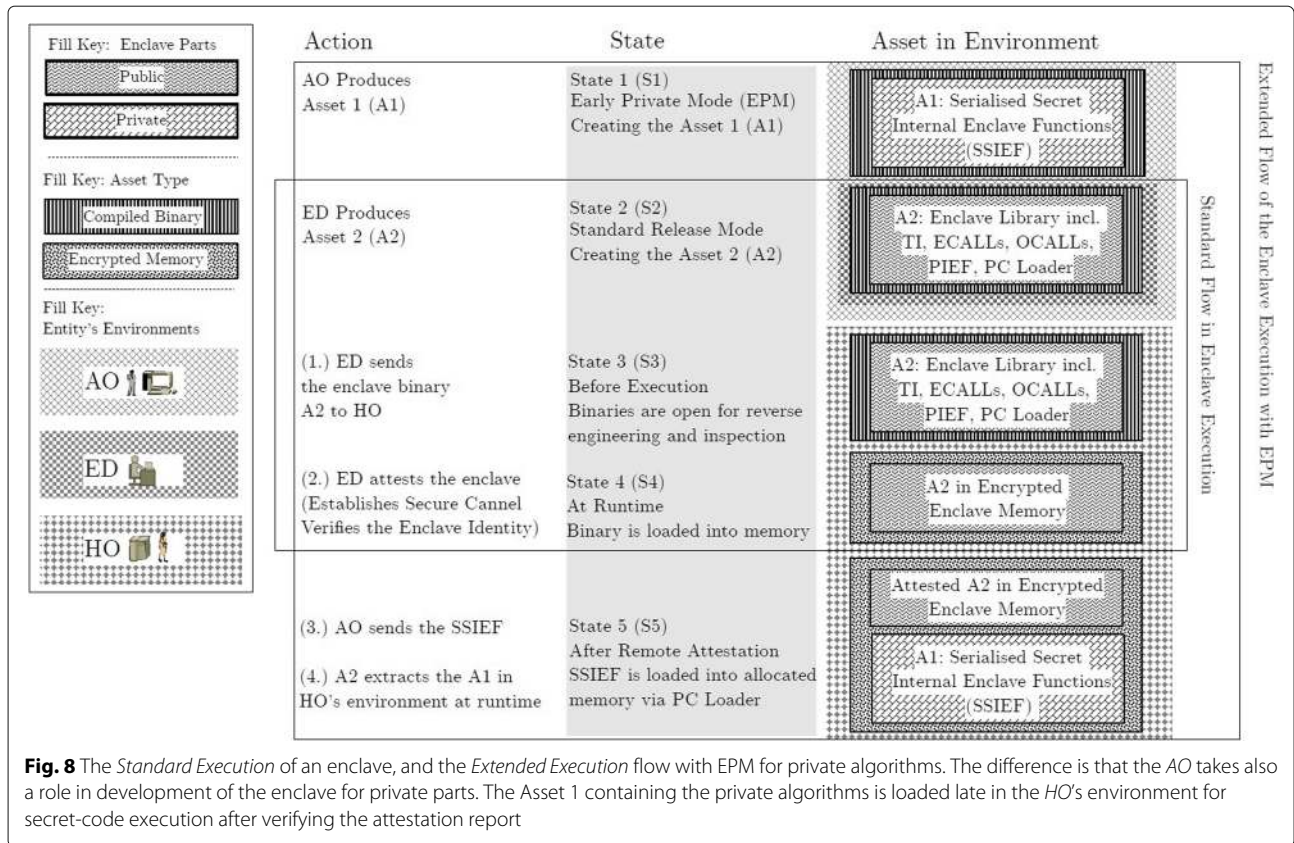 Fill Key: Enclave Parts
Public
Private
Fill Key: Asset Type
Compiled Binary
Encrypted Memory
Fill Key:
Entity's Environments
AO
ED
HO
Action
State
Asset in Environment
AO Produces
Asset 1 (A1)
State 1 (S1)
Early Private Mode (EPM)
Creating the Asset 1 (A1)
A1: Serialised Secret
Internal Enclave Functions
(SSIEF)
ED Produces
Asset 2 (A2)
State 2 (S2)
Standard Release Mode
Creating the Asset 2 (A2)
A2: Enclave Library incl.
TI, ECALLs, OCALLs,
PIEF, PC Loader
(1.) ED sends
the enclave binary
A2 to HO
State 3 (S3)
Before Execution
Binaries are open for reverse
engineering and inspection
A2: Enclave Library incl.
TI, ECALLs, OCALLs,
PIEF, PC Loader
(2.) ED attests the enclave
(Establishes Secure Cannel
Verifies the Enclave Identity)
State 4 (S4)
At Runtime
Binary is loaded into memory
A2 in Encrypted
Enclave Memory
(3.) AO sends the SSIEF
(4.) A2 extracts the A1 in
HO's environment at runtime
State 5 (S5)
After Remote Attestation
SSIEF is loaded into allocated
memory via PC Loader
Attested A2 in Encrypted
Enclave Memory
A1: Serialised Secret
Internal Enclave Functions
(SSIEF)
Standard Flow in Enclave Execution
Extended Flow of the Enclave Execution with EPM
Fig. 8 The Standard Execution of an enclave, and the Extended Execution flow with EPM for private algorithms. The difference is that the AO takes also
a role in development of the enclave for private parts. The Asset 1 containing the private algorithms is loaded late in the HO's environment for
secret-code execution after verifying the attestation report